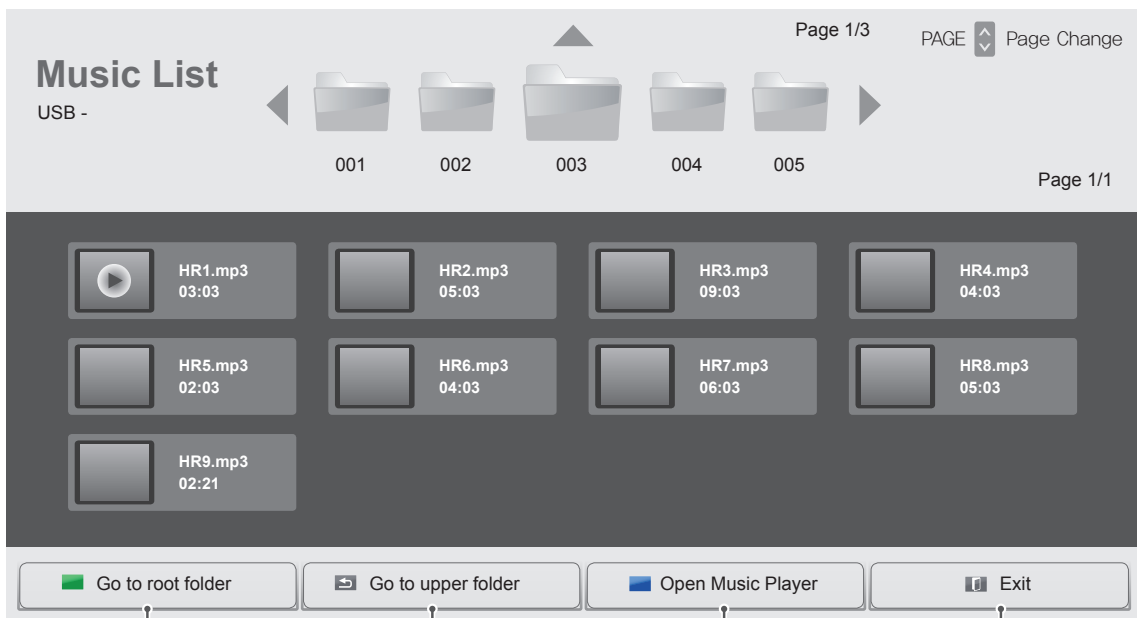 Page 1/3
PAGE Page Change
Music List
USB -
001 002 003 004 005
Page 1/1
HR1.mp3 HR2.mp3 HR3.mp3 HR4.mp3
03:03 05:03 09:03 04:03
HR5.mp3 HR6.mp3 HR7.mp3 HR8.mp3
02:03 04:03 06:03 05:03
HR9.mp3
02:21
Go to root folder Go to upper folder Open Music Player Exit